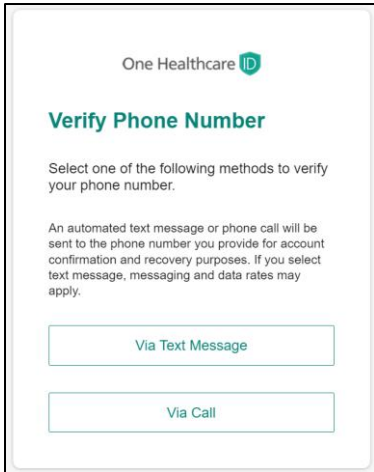 One Healthcare ID
Verify Phone Number
Select one of the following methods to verify
your phone number.
An automated text message or phone call will be
sent to the phone number you provide for account
confirmation and recovery purposes. If you select
text message, messaging and data rates may
apply.
Via Text Message
Via Call